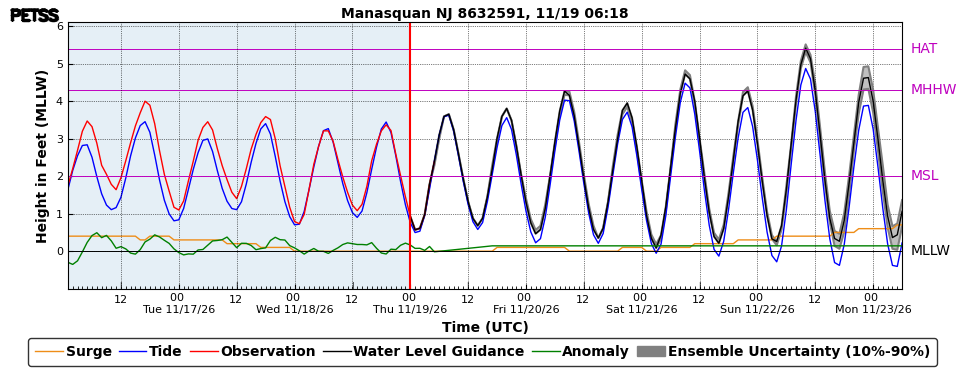 PETSS
Manasquan NJ 8632591, 11/19 06:18
Height in Feet (MLLW)
6
5
4
3
2
1
0
HAT
MHHW
MSL
MLLW
12 00 12 00 12 00 12 00 12 00 12 00 12 00
Tue 11/17/26 Wed 11/18/26 Thu 11/19/26 Fri 11/20/26 Sat 11/21/26 Sun 11/22/26 Mon 11/23/26
Time (UTC)
Surge Tide Observation Water Level Guidance Anomaly Ensemble Uncertainty (10%-90%)